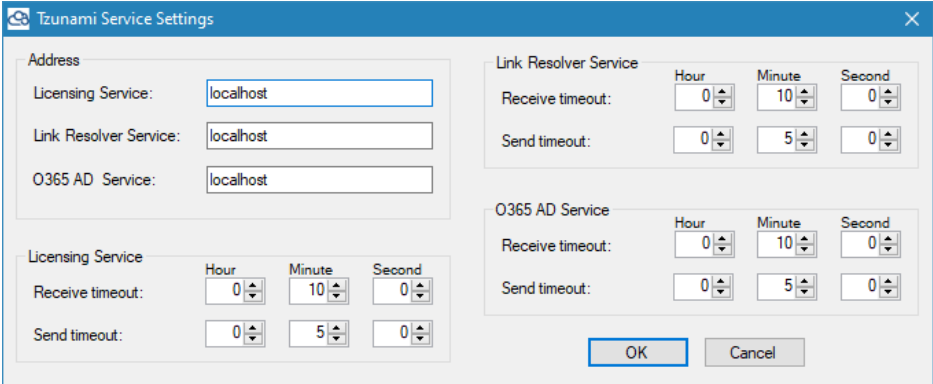 Tzunami Service Settings
Address
Licensing Service: localhost
Link Resolver Service: localhost
O365 AD Service: localhost
Licensing Service
Hour Minute Second
Receive timeout: 0 10 0
Send timeout: 0 5 0
Link Resolver Service
Hour Minute Second
Receive timeout: 0 10 0
Send timeout: 0 5 0
O365 AD Service
Hour Minute Second
Receive timeout: 0 10 0
Send timeout: 0 5 0
OK Cancel